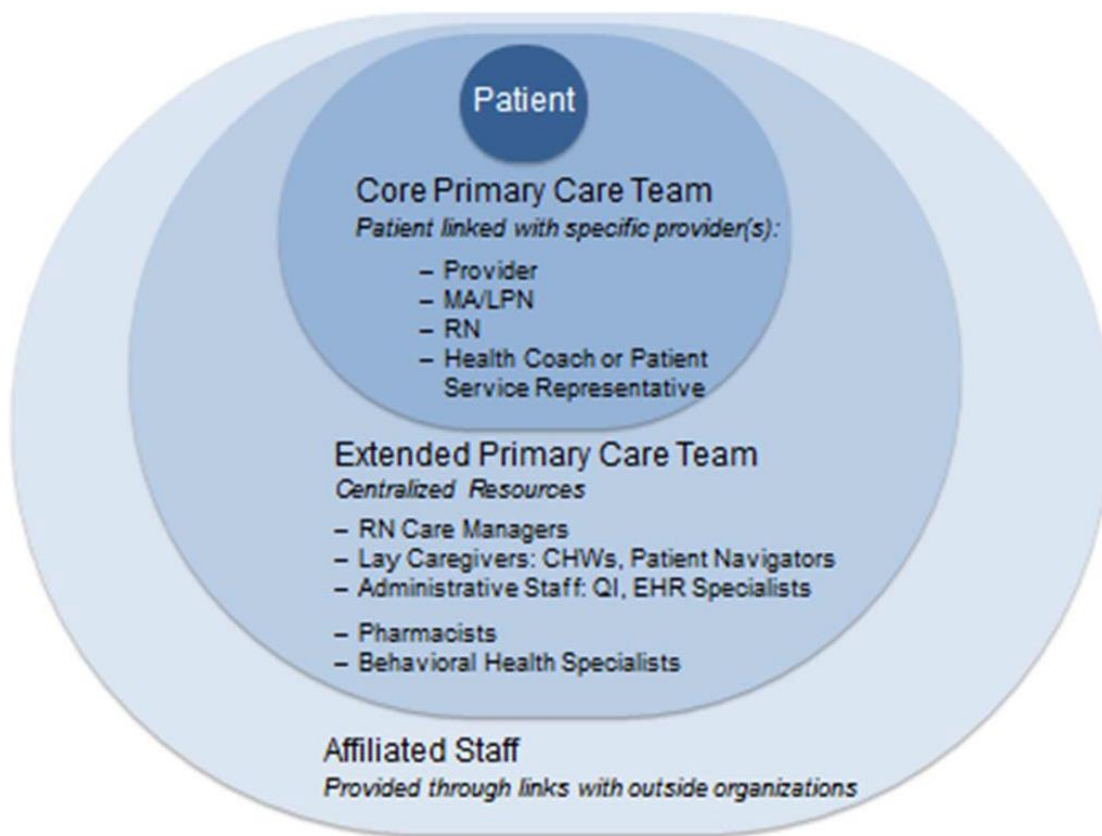 Patient
Core Primary Care Team
Patient linked with specific provider(s):
– Provider
– MA/LPN
– RN
– Health Coach or Patient
Service Representative
Extended Primary Care Team
Centralized Resources
– RN Care Managers
– Lay Caregivers: CHWs, Patient Navigators
– Administrative Staff: QI, EHR Specialists
– Pharmacists
– Behavioral Health Specialists
Affiliated Staff
Provided through links with outside organizations